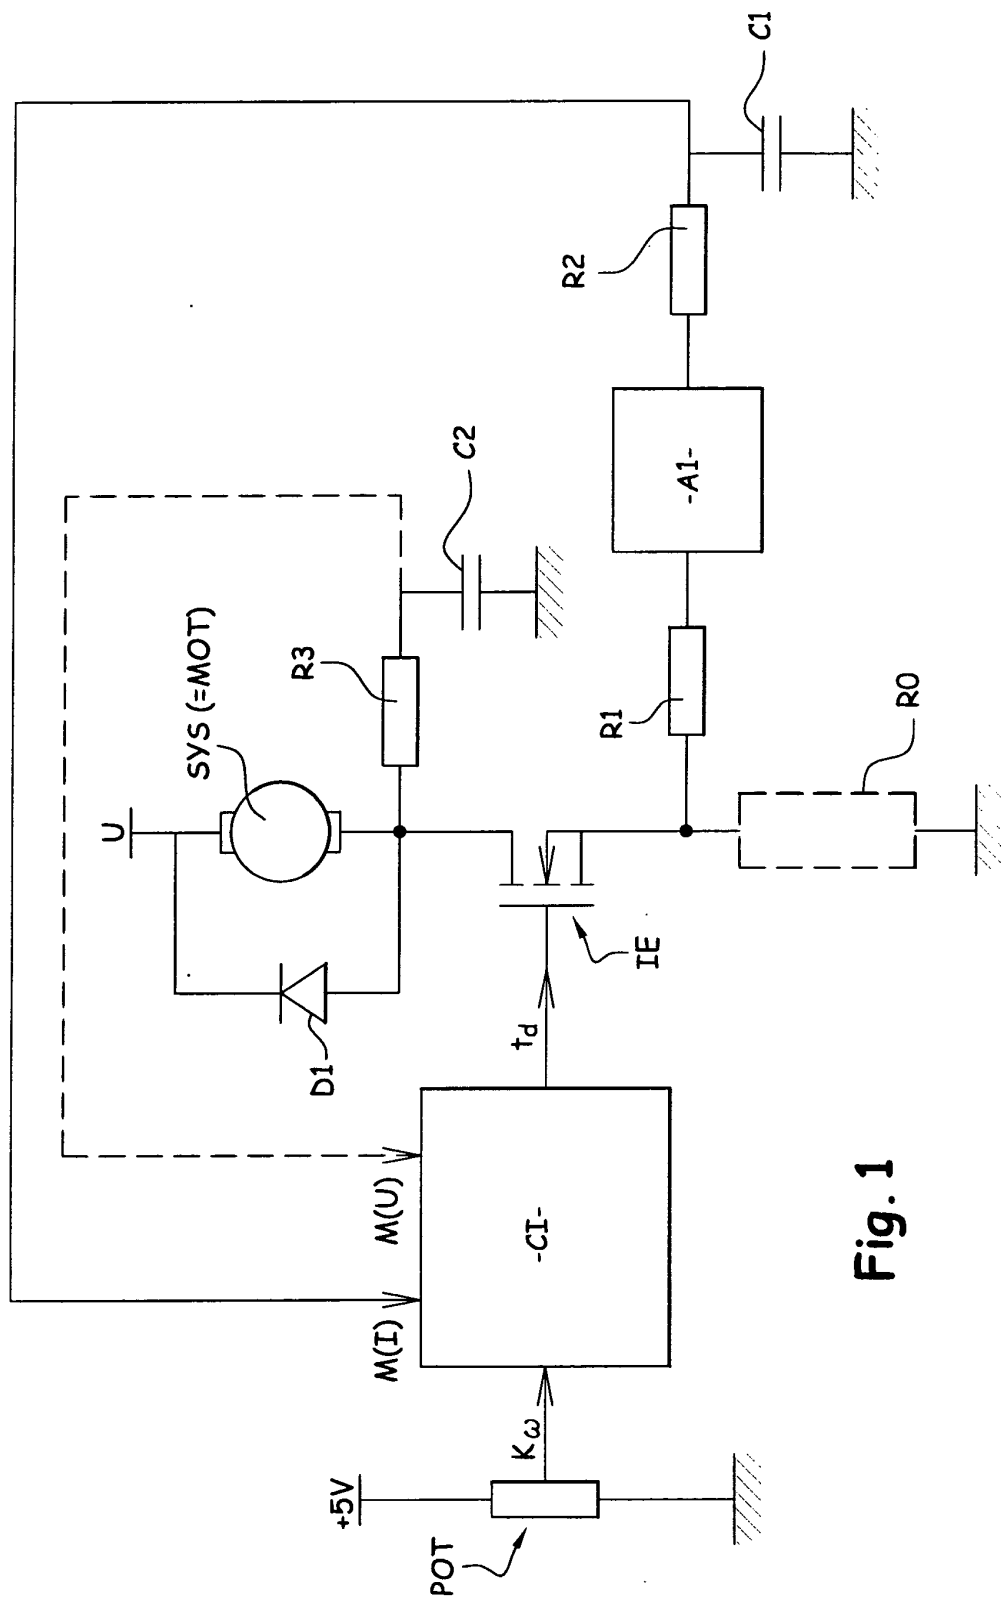 U
SYS (=MOT)
D1
R3
C2
IE
td
M(U)
M(I)
-CI-
Kω
+5V
POT
R1
R0
-A1-
R2
C1
Fig. 1